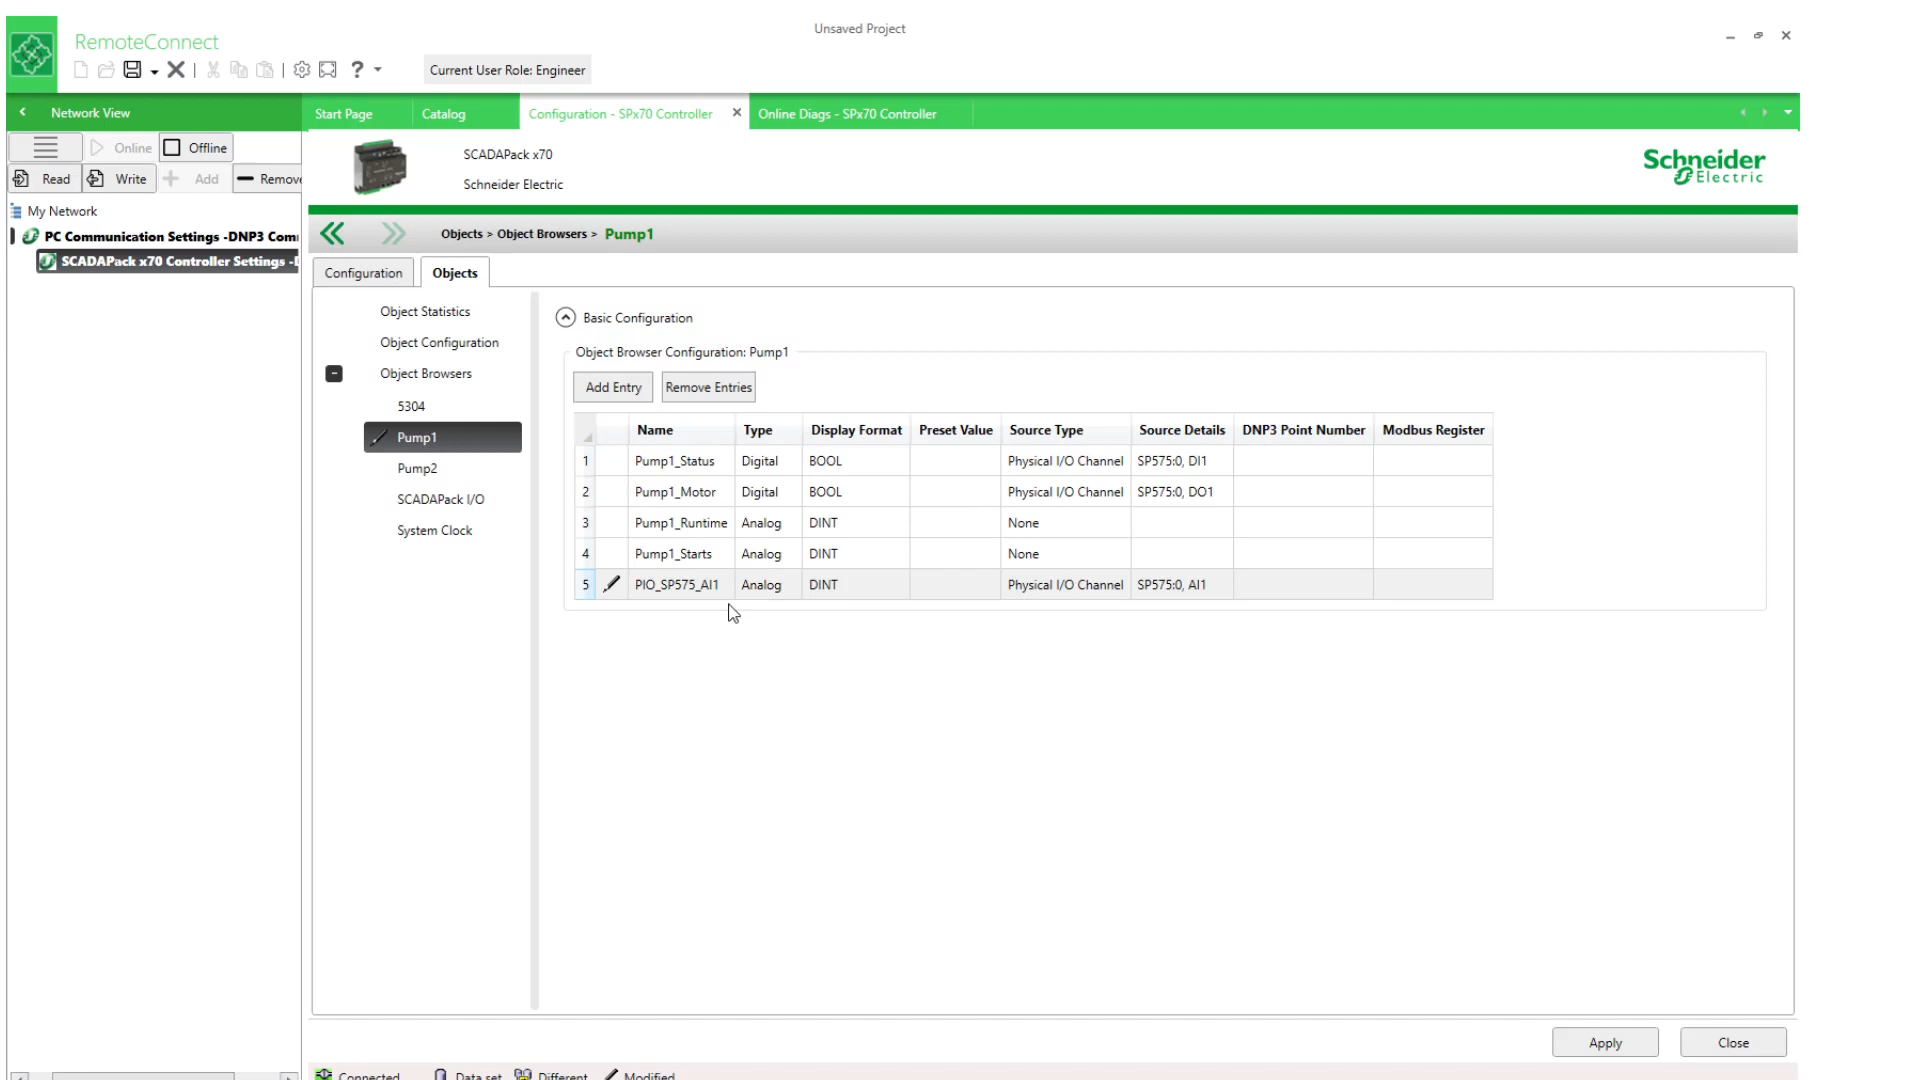 Unsaved Project
RemoteConnect
Current User Role: Engineer
Network View
Start Page
Catalog
Configuration - SPx70 Controller
Online Diags - SPx70 Controller
Online
Offline
Read
Write
Add
Remove
SCADAPack x70
Schneider Electric
Schneider
Electric
My Network
PC Communication Settings -DNP3 Com
SCADAPack x70 Controller Settings -
Objects > Object Browsers > Pump1
Configuration
Objects
Object Statistics
Object Configuration
Object Browsers
5304
Pump1
Pump2
SCADAPack I/O
System Clock
Basic Configuration
Object Browser Configuration: Pump1
Add Entry
Remove Entries
Name Type Display Format Preset Value Source Type Source Details DNP3 Point Number Modbus Register
1 Pump1_Status Digital BOOL Physical I/O Channel SP575:0, DI1
2 Pump1_Motor Digital BOOL Physical I/O Channel SP575:0, DO1
3 Pump1_Runtime Analog DINT None
4 Pump1_Starts Analog DINT None
5 PIO_SP575_AI1 Analog DINT Physical I/O Channel SP575:0, AI1
Apply
Close
Connected Data set Different Modified